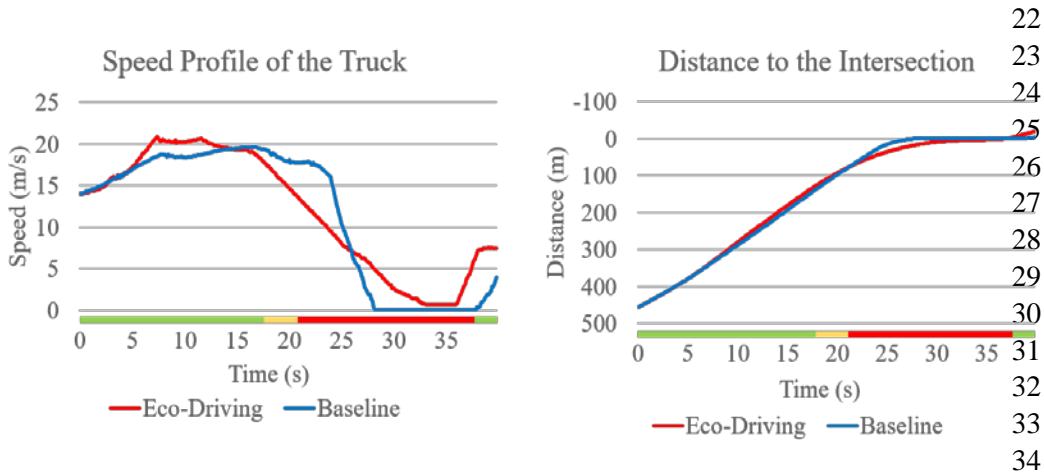 Speed Profile of the Truck
25
20
15
10
5
0
Speed (m/s)
0 5 10 15 20 25 30 35
Time (s)
Eco-Driving Baseline
Distance to the Intersection
-100
0
100
200
300
400
500
Distance (m)
0 5 10 15 20 25 30 35
Time (s)
Eco-Driving Baseline
22
23
24
25
26
27
28
29
30
31
32
33
34